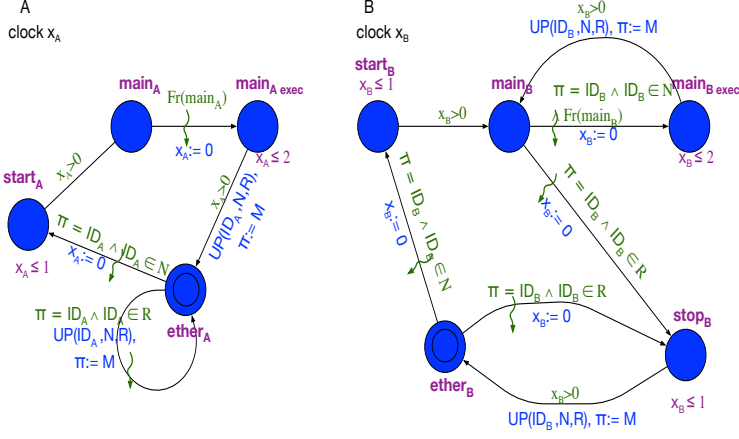 A
clock x_A
main_A
main_A exec
Fr(main_A)
x_A := 0
x_A ≤ 2
x_A>0
start_A
x_A>0
UP(ID_A,N,R),
π:= M
π = ID_A ∧ ID_A ∈ N
x_A:= 0
x_A ≤ 1
ether_A
π = ID_A ∧ ID_A ∈ R
UP(ID_A,N,R),
π:= M
B
clock x_B
x_B>0
UP(ID_B,N,R), π:= M
start_B
x_B ≤ 1
main_B
main_B exec
π = ID_B ∧ ID_B ∈ N
x_B>0
Fr(main_B)
x_B:= 0
x_B ≤ 2
π = ID_B ∧ ID_B ∈ N
x_B:= 0
π = ID_B ∧ ID_B ∈ R
x_B:= 0
π = ID_B ∧ ID_B ∈ R
x_B:= 0
stop_B
ether_B
x_B>0
UP(ID_B,N,R), π:= M
x_B ≤ 1